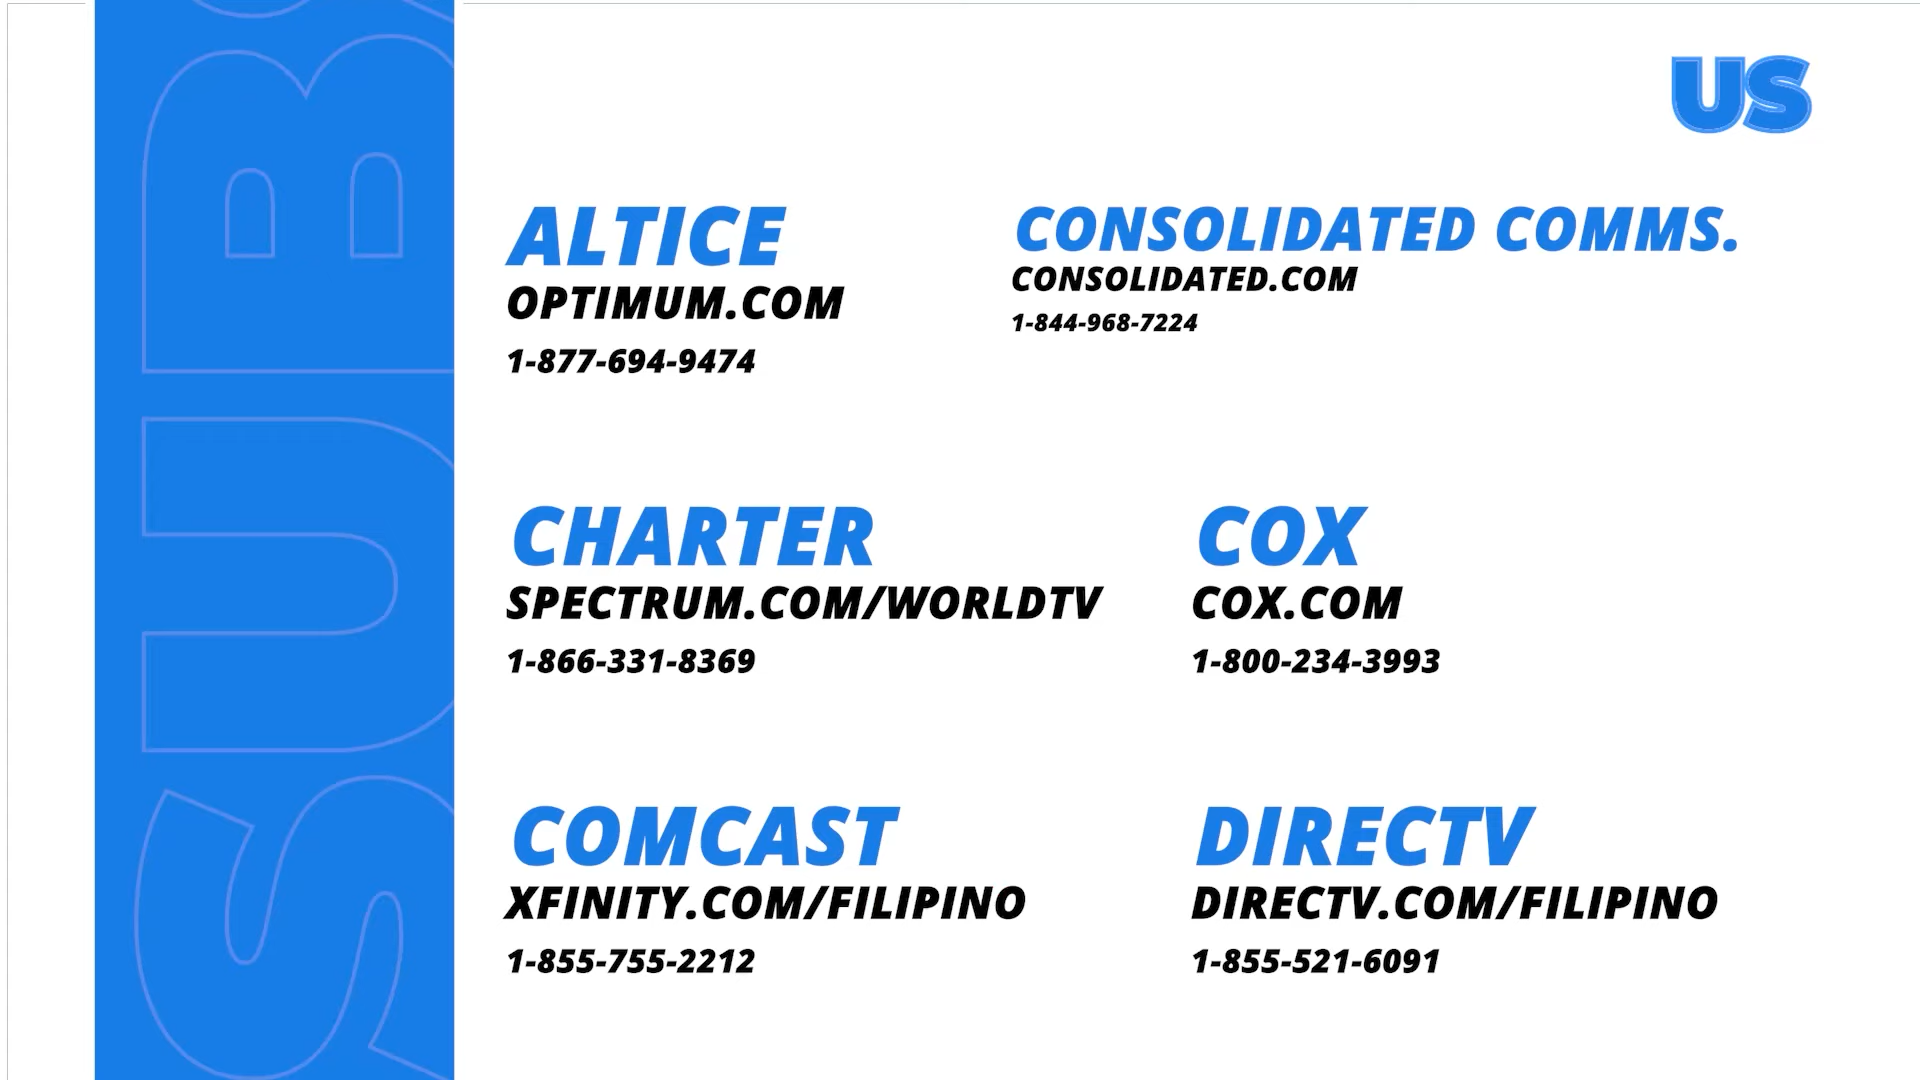 US
ALTICE
OPTIMUM.COM
1-877-694-9474
CONSOLIDATED COMMS.
CONSOLIDATED.COM
1-844-968-7224
CHARTER
SPECTRUM.COM/WORLDTV
1-866-331-8369
COX
COX.COM
1-800-234-3993
COMCAST
XFINITY.COM/FILIPINO
1-855-755-2212
DIRECTV
DIRECTV.COM/FILIPINO
1-855-521-6091
SUB